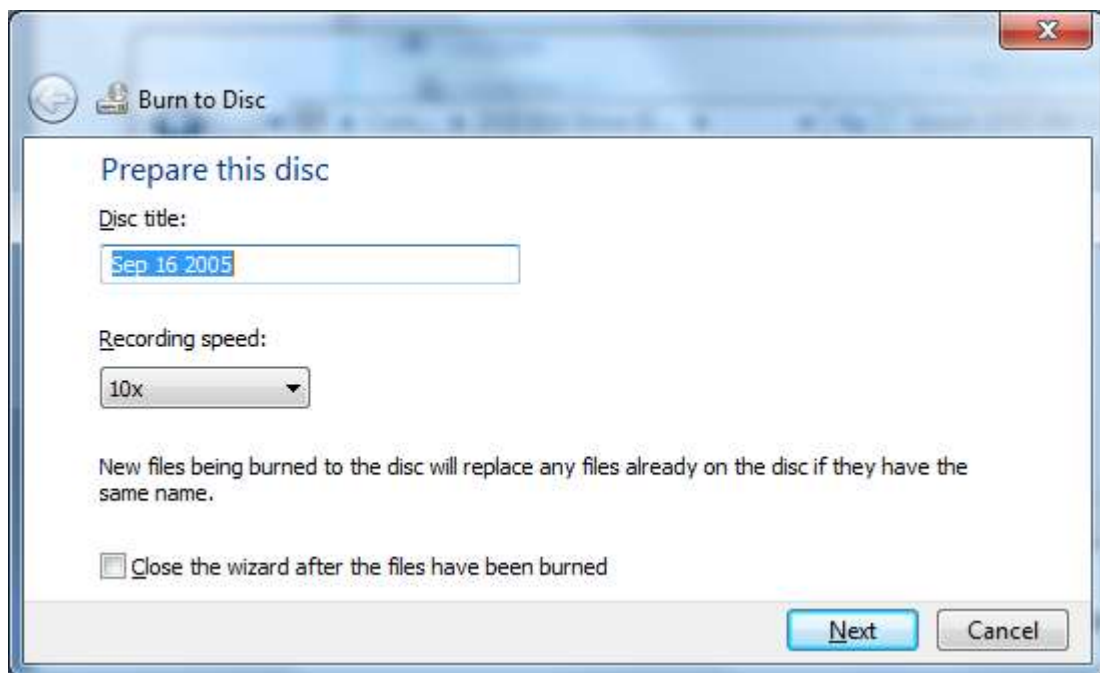 Burn to Disc
Prepare this disc
Disc title:
Sep 16 2005
Recording speed:
10x
New files being burned to the disc will replace any files already on the disc if they have the
same name.
Close the wizard after the files have been burned
Next
Cancel